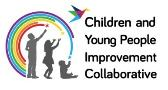 Children and
Young People
Improvement
Collaborative